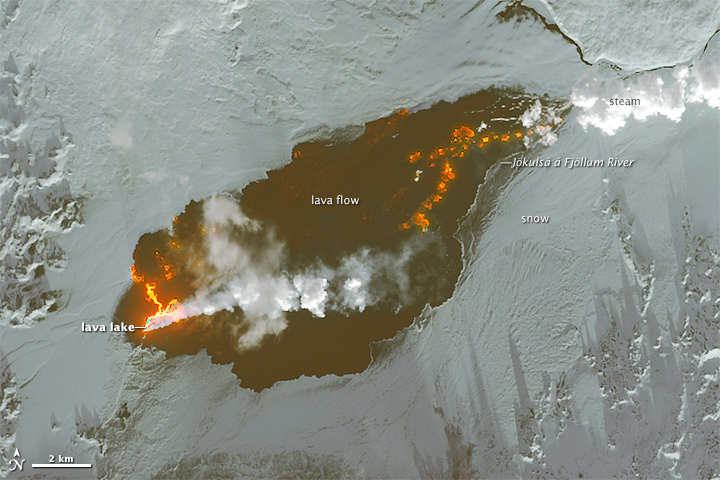 steam
Jökulsá á Fjöllum River
lava flow
snow
lava lake
N
2 km